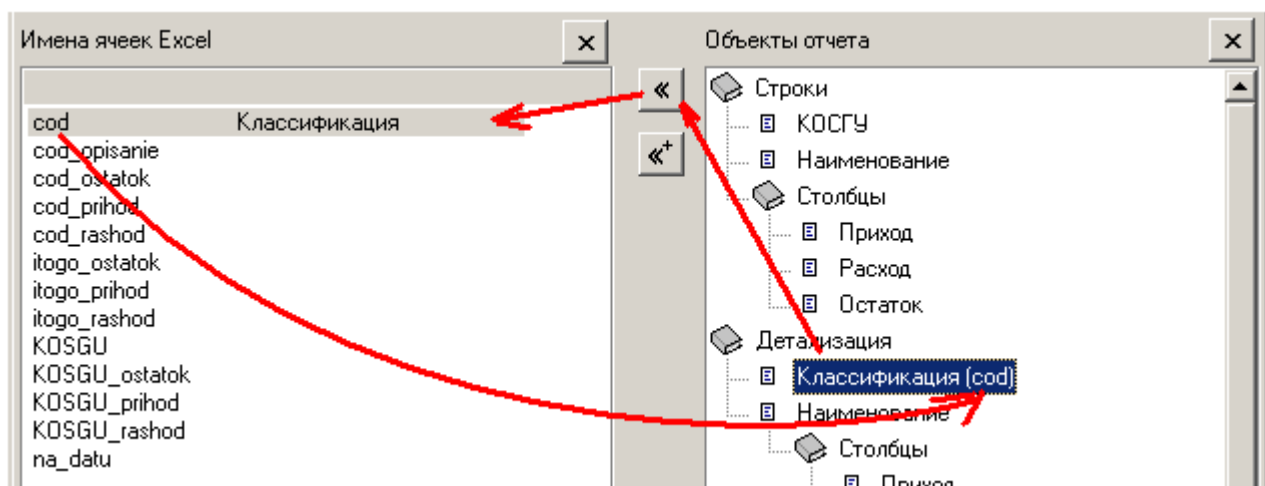 Имена ячеек Excel
cod Классификация
cod_opisanie
cod_ostatok
cod_prihod
cod_rashod
itogo_ostatok
itogo_prihod
itogo_rashod
KOSGU
KOSGU_ostatok
KOSGU_prihod
KOSGU_rashod
na_datu
«
«+
Объекты отчета
Строки
КОСГУ
Наименование
Столбцы
Приход
Расход
Остаток
Детализация
Классификация (cod)
Наименование
Столбцы
Приход